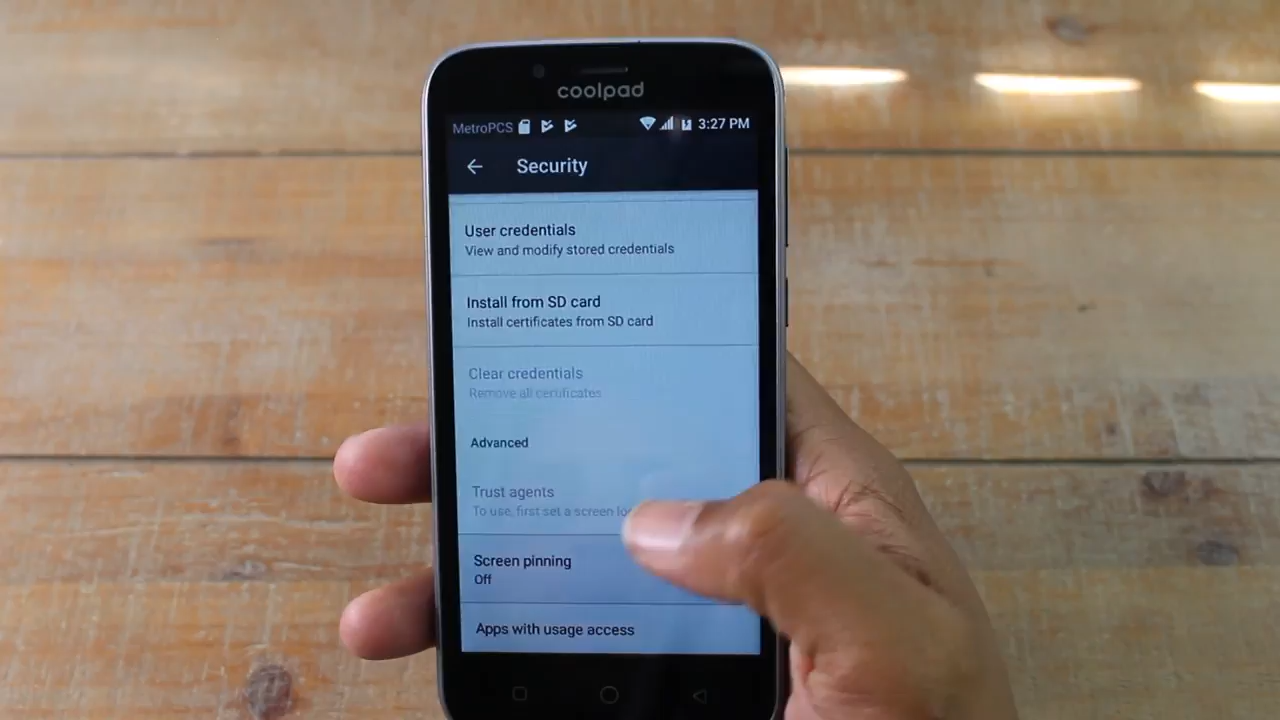 coolpad
MetroPCS 3:27 PM
Security
User credentials
View and modify stored credentials
Install from SD card
Install certificates from SD card
Clear credentials
Remove all certificates
Advanced
Trust agents
To use, first set a screen
Screen pinning
Off
Apps with usage access